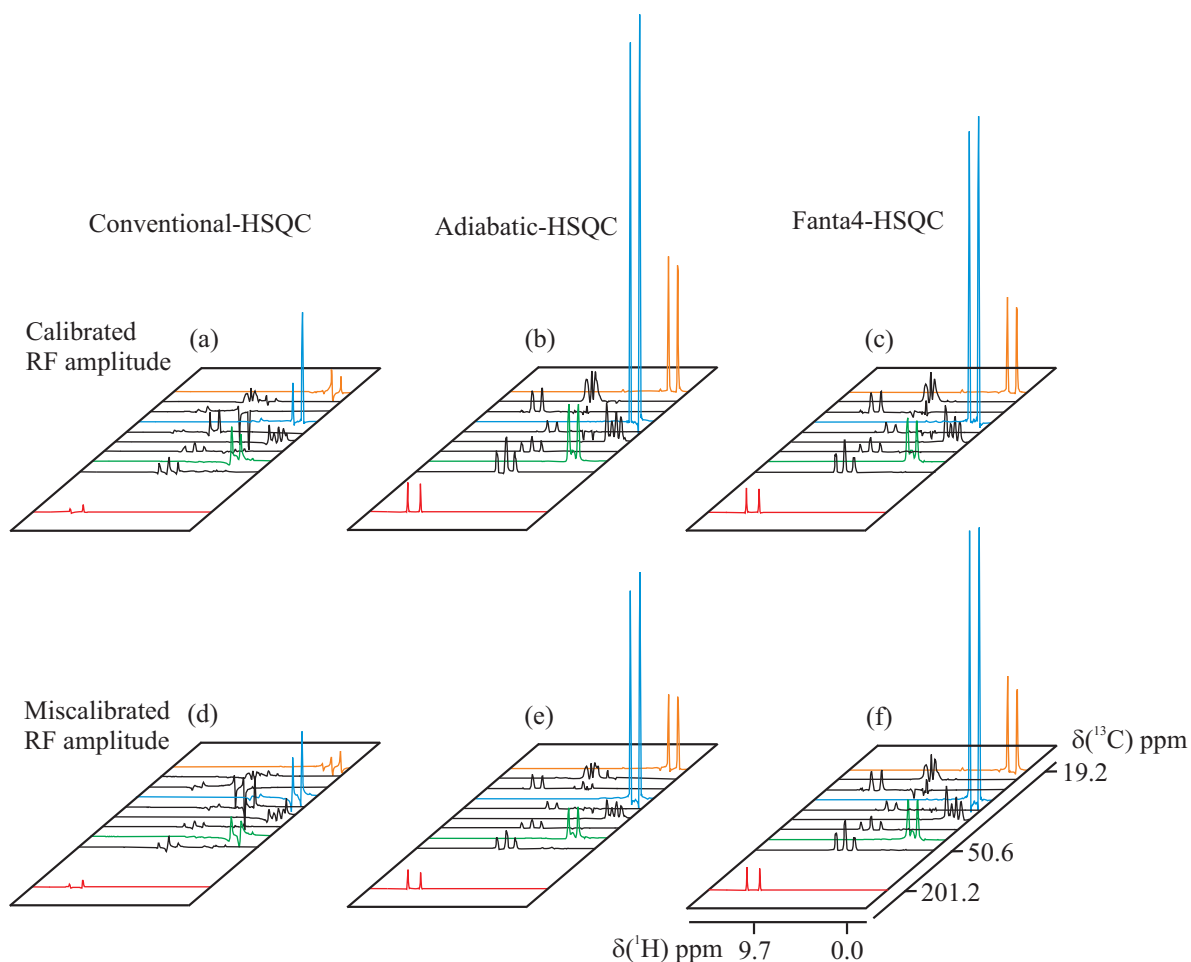 Conventional-HSQC
Adiabatic-HSQC
Fanta4-HSQC
Calibrated
RF amplitude
(a)
(b)
(c)
Miscalibrated
RF amplitude
(d)
(e)
(f)
δ(¹³C) ppm
19.2
50.6
201.2
δ(¹H) ppm
9.7
0.0